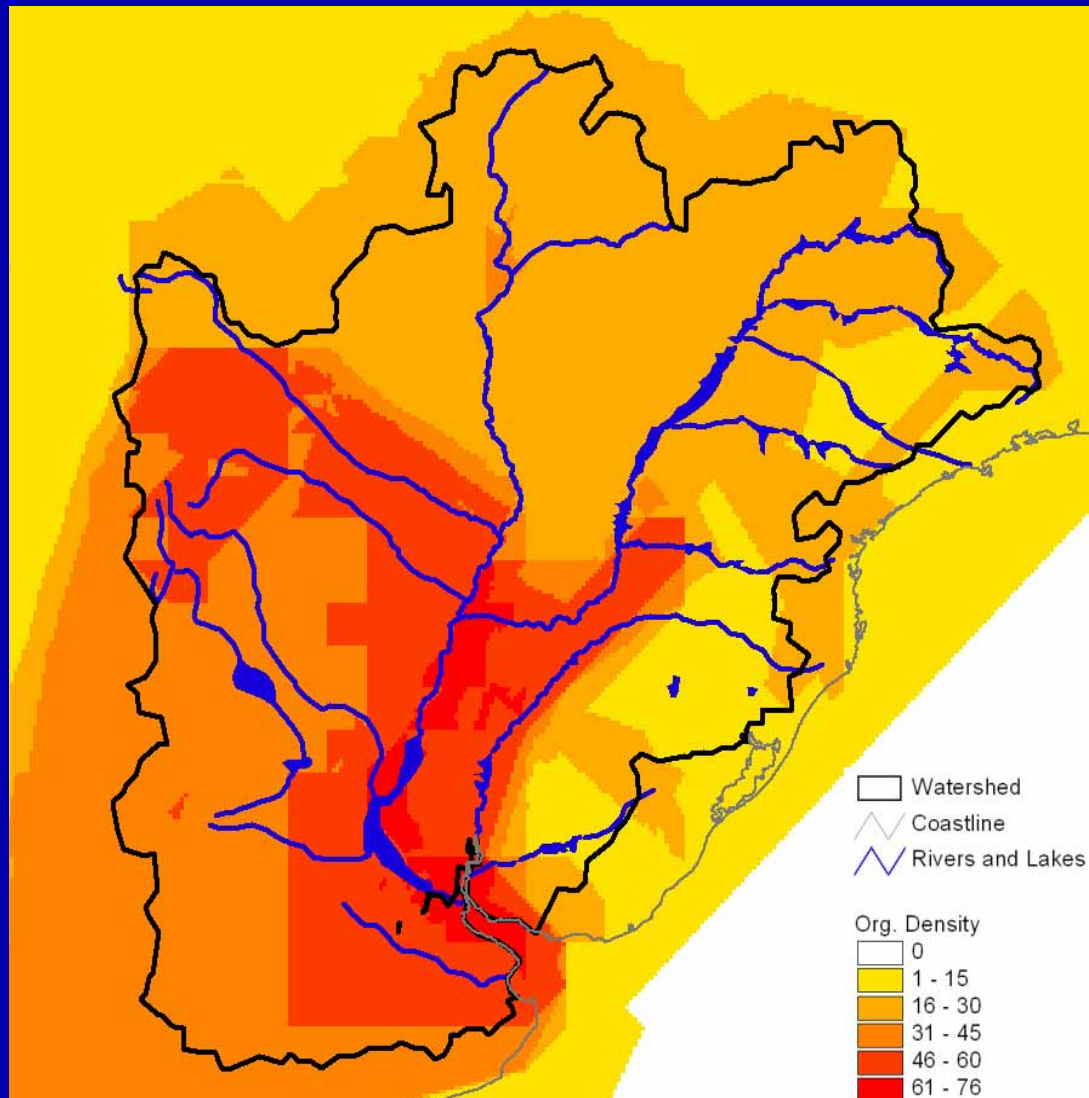 Watershed
Coastline
Rivers and Lakes
Org. Density
0
1 - 15
16 - 30
31 - 45
46 - 60
61 - 76